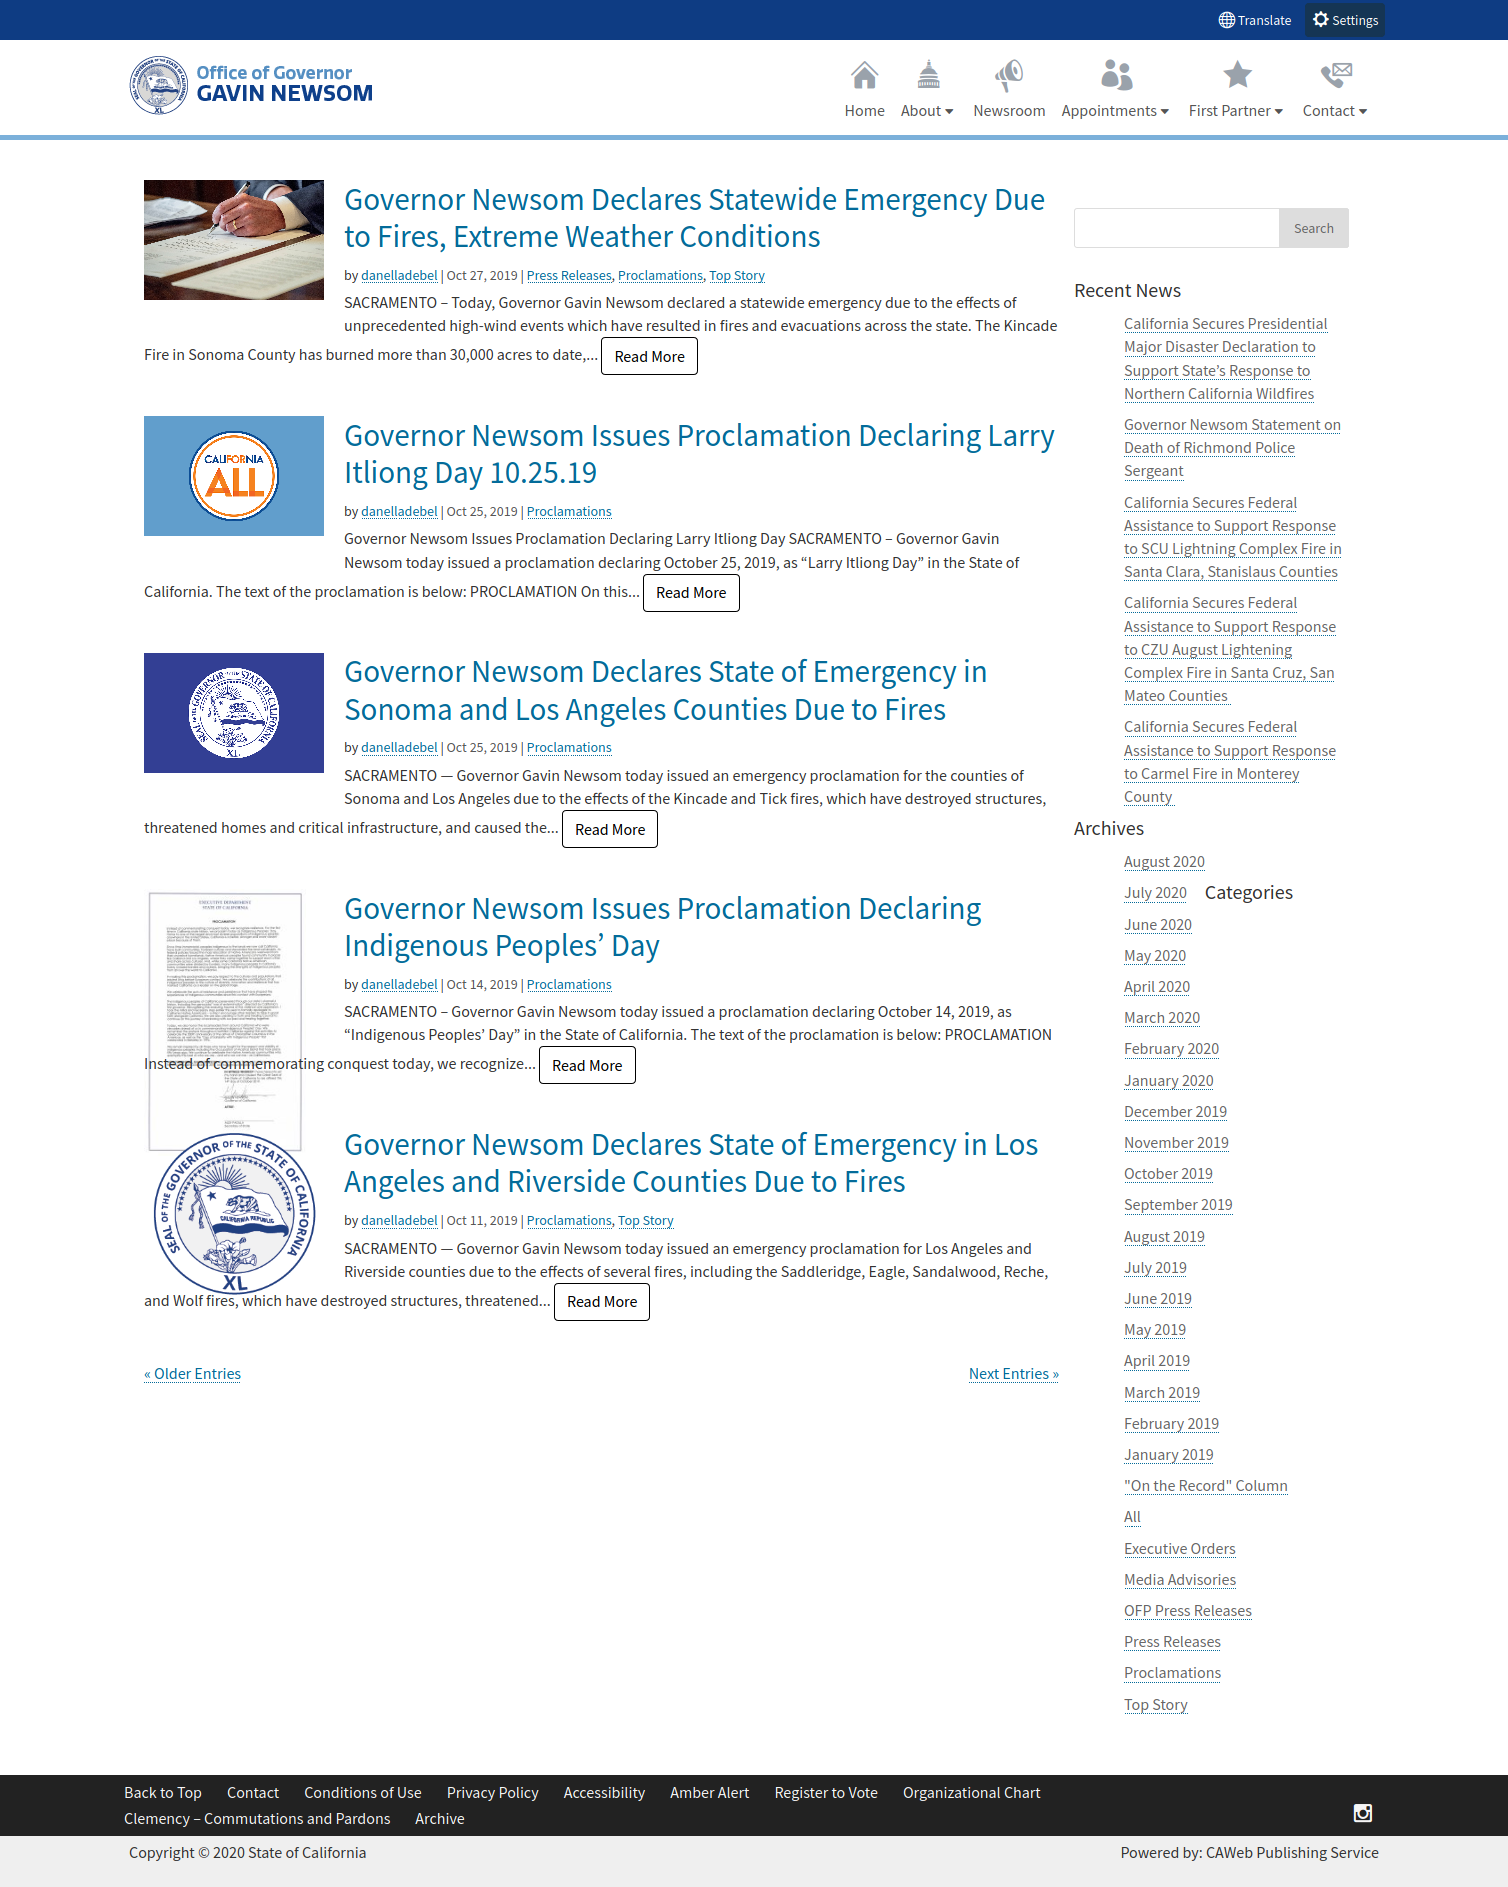 Translate
Settings
Office of Governor
GAVIN NEWSOM
Home
About
Newsroom
Appointments
First Partner
Contact
Governor Newsom Declares Statewide Emergency Due
to Fires, Extreme Weather Conditions
by danelladebel | Oct 27, 2019 | Press Releases, Proclamations, Top Story
SACRAMENTO – Today, Governor Gavin Newsom declared a statewide emergency due to the effects of
unprecedented high-wind events which have resulted in fires and evacuations across the state. The Kincade
Fire in Sonoma County has burned more than 30,000 acres to date,... Read More
CALIFORNIA
ALL
Governor Newsom Issues Proclamation Declaring Larry
Itliong Day 10.25.19
by danelladebel | Oct 25, 2019 | Proclamations
Governor Newsom Issues Proclamation Declaring Larry Itliong Day SACRAMENTO – Governor Gavin
Newsom today issued a proclamation declaring October 25, 2019, as “Larry Itliong Day” in the State of
California. The text of the proclamation is below: PROCLAMATION On this... Read More
SEAL OF THE GOVERNOR OF THE STATE OF CALIFORNIA
XL
Governor Newsom Declares State of Emergency in
Sonoma and Los Angeles Counties Due to Fires
by danelladebel | Oct 25, 2019 | Proclamations
SACRAMENTO — Governor Gavin Newsom today issued an emergency proclamation for the counties of
Sonoma and Los Angeles due to the effects of the Kincade and Tick fires, which have destroyed structures,
threatened homes and critical infrastructure, and caused the... Read More
EXECUTIVE DEPARTMENT
STATE OF CALIFORNIA
PROCLAMATION
Governor Newsom Issues Proclamation Declaring
Indigenous Peoples’ Day
by danelladebel | Oct 14, 2019 | Proclamations
SACRAMENTO – Governor Gavin Newsom today issued a proclamation declaring October 14, 2019, as
“Indigenous Peoples’ Day” in the State of California. The text of the proclamation is below: PROCLAMATION
Instead of commemorating conquest today, we recognize... Read More
SEAL OF THE GOVERNOR OF THE STATE OF CALIFORNIA
CALIFORNIA REPUBLIC
XL
Governor Newsom Declares State of Emergency in Los
Angeles and Riverside Counties Due to Fires
by danelladebel | Oct 11, 2019 | Proclamations, Top Story
SACRAMENTO — Governor Gavin Newsom today issued an emergency proclamation for Los Angeles and
Riverside counties due to the effects of several fires, including the Saddleridge, Eagle, Sandalwood, Reche,
and Wolf fires, which have destroyed structures, threatened... Read More
« Older Entries
Next Entries »
Search
Recent News
California Secures Presidential
Major Disaster Declaration to
Support State’s Response to
Northern California Wildfires
Governor Newsom Statement on
Death of Richmond Police
Sergeant
California Secures Federal
Assistance to Support Response
to SCU Lightning Complex Fire in
Santa Clara, Stanislaus Counties
California Secures Federal
Assistance to Support Response
to CZU August Lightening
Complex Fire in Santa Cruz, San
Mateo Counties
California Secures Federal
Assistance to Support Response
to Carmel Fire in Monterey
County
Archives
August 2020
July 2020
Categories
June 2020
May 2020
April 2020
March 2020
February 2020
January 2020
December 2019
November 2019
October 2019
September 2019
August 2019
July 2019
June 2019
May 2019
April 2019
March 2019
February 2019
January 2019
"On the Record" Column
All
Executive Orders
Media Advisories
OFP Press Releases
Press Releases
Proclamations
Top Story
Back to Top
Contact
Conditions of Use
Privacy Policy
Accessibility
Amber Alert
Register to Vote
Organizational Chart
Clemency – Commutations and Pardons
Archive
Copyright © 2020 State of California
Powered by: CAWeb Publishing Service